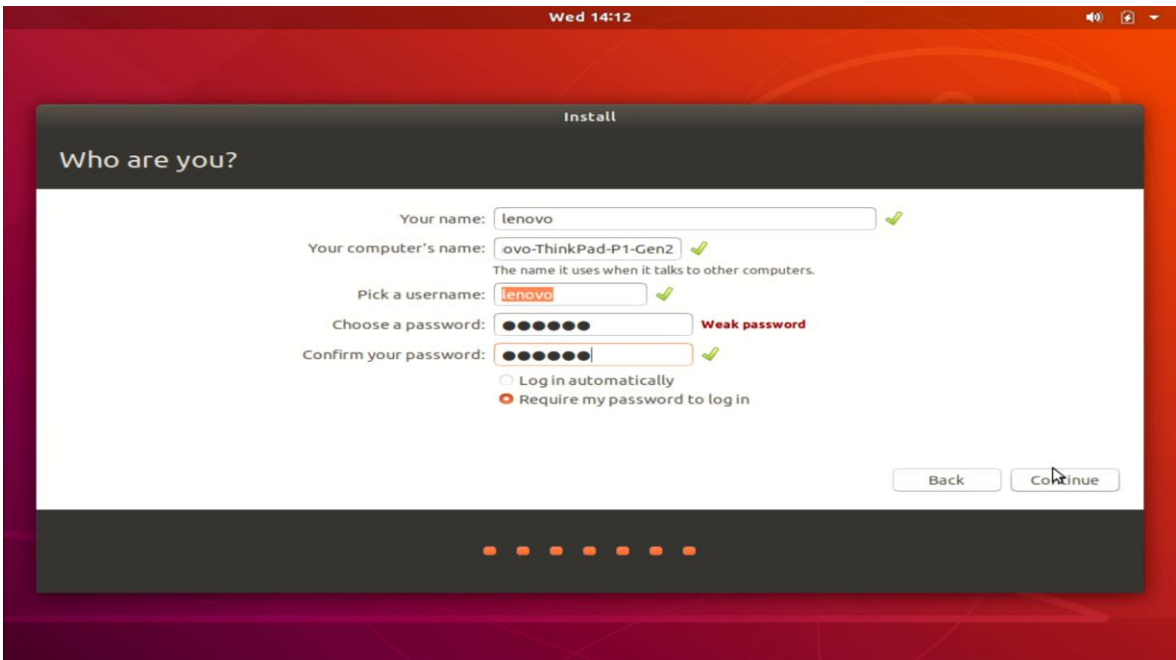 Wed 14:12
Install
Who are you?
Your name: lenovo
Your computer's name: ovo-ThinkPad-P1-Gen2
The name it uses when it talks to other computers.
Pick a username: lenovo
Choose a password: ●●●●●● Weak password
Confirm your password: ●●●●●●
Log in automatically
Require my password to log in
Back Continue